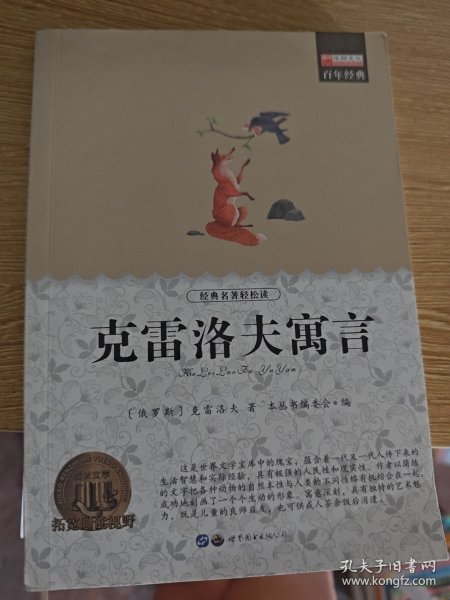 百年经典
经典名著轻松读
克雷洛夫寓言
Ke Lei Luo Fu Yu Yan
［俄罗斯］克雷洛夫 著 本丛书编委会·编
这是世界文学宝库中的瑰宝，蕴含着一代又一代人传下来的
生活智慧和实际经验，具有极强的人民性和现实性。作者以简练
的文字把各种动物的自然本性与人类的不同性格有机结合在一起，
成功地刻画了一个个生动的形象，寓意深刻，具有独特的艺术魅
力，既是儿童的良师益友，也可供成人茶余饭后消遣。
世界图书出版公司
孔夫子旧书网
www.kongfz.com